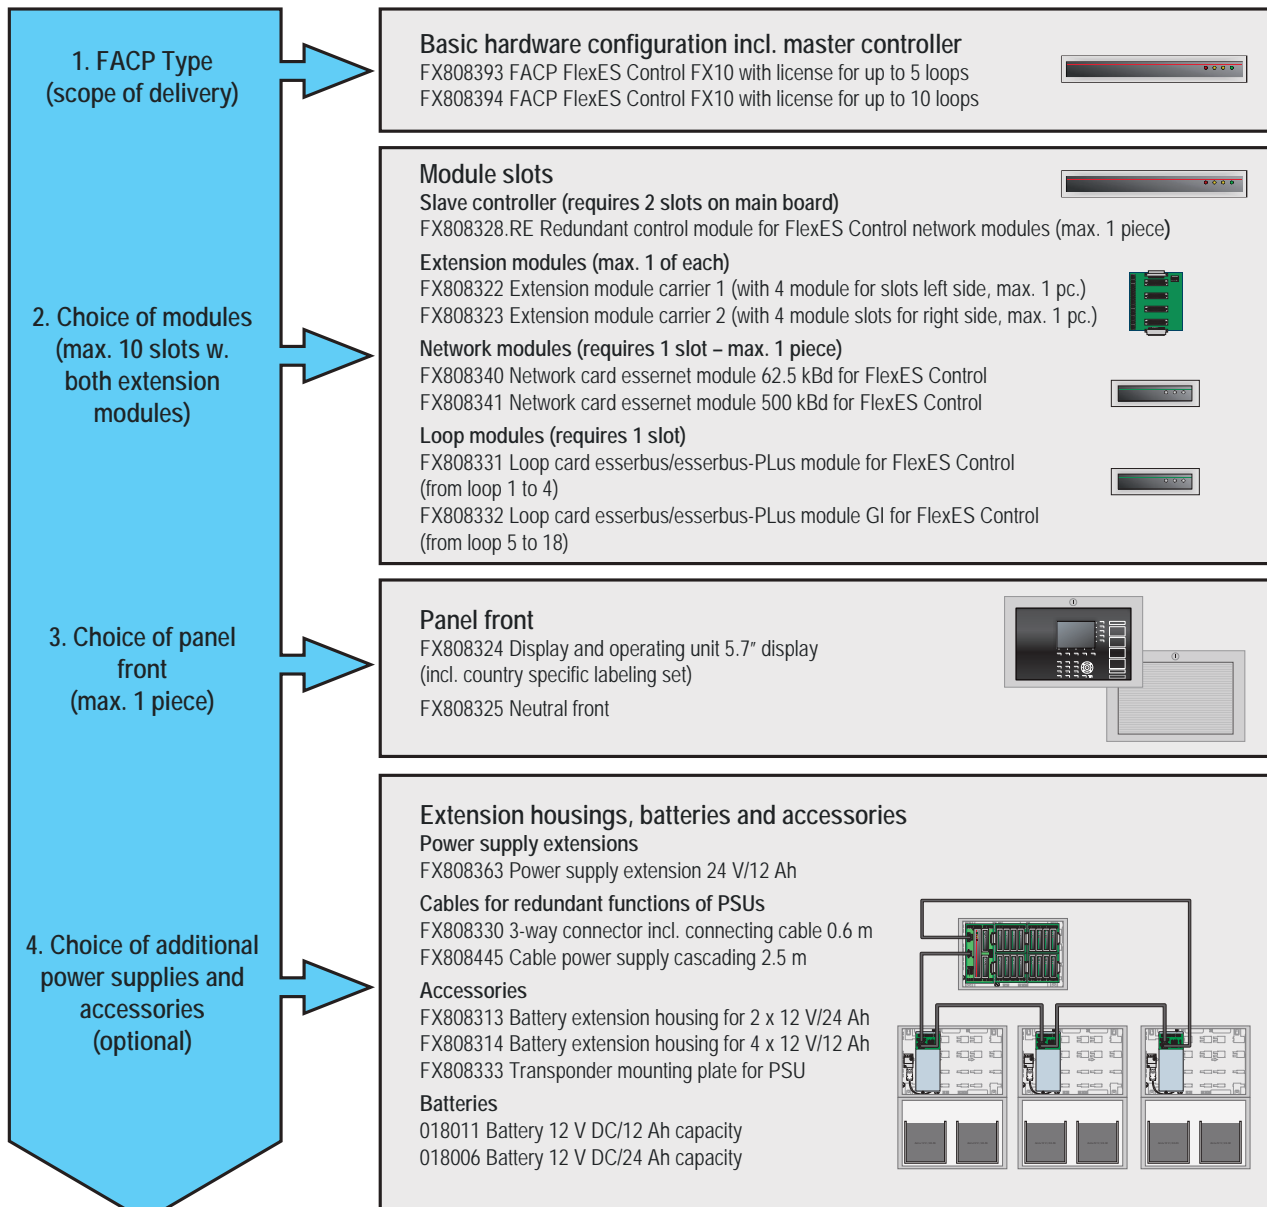 1. FACP Type
(scope of delivery)
Basic hardware configuration incl. master controller
FX808393 FACP FlexES Control FX10 with license for up to 5 loops
FX808394 FACP FlexES Control FX10 with license for up to 10 loops
2. Choice of modules
(max. 10 slots w.
both extension
modules)
Module slots
Slave controller (requires 2 slots on main board)
FX808328.RE Redundant control module for FlexES Control network modules (max. 1 piece)
Extension modules (max. 1 of each)
FX808322 Extension module carrier 1 (with 4 module for slots left side, max. 1 pc.)
FX808323 Extension module carrier 2 (with 4 module slots for right side, max. 1 pc.)
Network modules (requires 1 slot – max. 1 piece)
FX808340 Network card essernet module 62.5 kBd for FlexES Control
FX808341 Network card essernet module 500 kBd for FlexES Control
Loop modules (requires 1 slot)
FX808331 Loop card esserbus/esserbus-PLus module for FlexES Control
(from loop 1 to 4)
FX808332 Loop card esserbus/esserbus-PLus module GI for FlexES Control
(from loop 5 to 18)
3. Choice of panel
front
(max. 1 piece)
Panel front
FX808324 Display and operating unit 5.7″ display
(incl. country specific labeling set)
FX808325 Neutral front
4. Choice of additional
power supplies and
accessories
(optional)
Extension housings, batteries and accessories
Power supply extensions
FX808363 Power supply extension 24 V/12 Ah
Cables for redundant functions of PSUs
FX808330 3-way connector incl. connecting cable 0.6 m
FX808445 Cable power supply cascading 2.5 m
Accessories
FX808313 Battery extension housing for 2 x 12 V/24 Ah
FX808314 Battery extension housing for 4 x 12 V/12 Ah
FX808333 Transponder mounting plate for PSU
Batteries
018011 Battery 12 V DC/12 Ah capacity
018006 Battery 12 V DC/24 Ah capacity